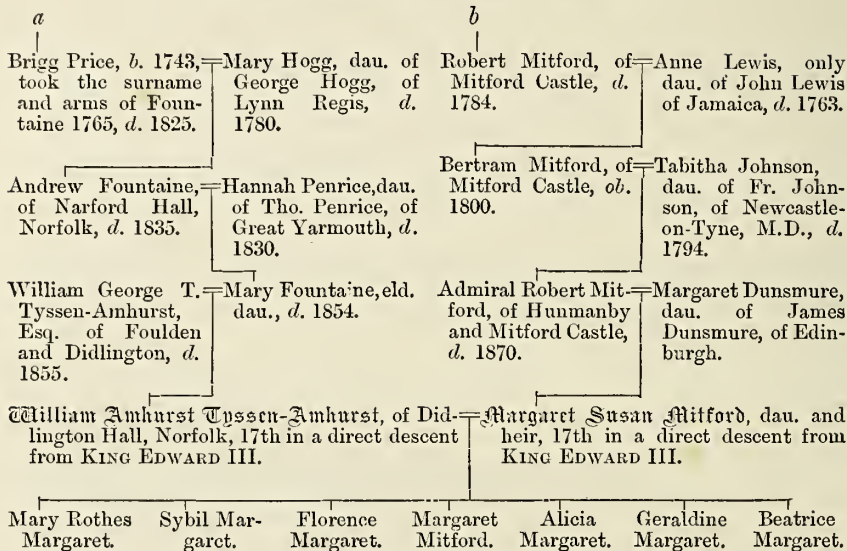 a
b
Brigg Price, b. 1743,
took the surname
and arms of Foun-
taine 1765, d. 1825.
Mary Hogg, dau. of
George Hogg, of
Lynn Regis, d.
1780.
Robert Mitford, of
Mitford Castle, d.
1784.
Anne Lewis, only
dau. of John Lewis
of Jamaica, d. 1763.
Andrew Fountaine,
of Narford Hall,
Norfolk, d. 1835.
Hannah Penrice, dau.
of Tho. Penrice, of
Great Yarmouth, d.
1830.
Bertram Mitford, of
Mitford Castle, ob.
1800.
Tabitha Johnson,
dau. of Fr. John-
son, of Newcastle-
on-Tyne, M.D., d.
1794.
William George T.
Tyssen-Amhurst,
Esq. of Foulden
and Didlington, d.
1855.
Mary Fountaine, eld.
dau., d. 1854.
Admiral Robert Mit-
ford, of Hunmanby
and Mitford Castle,
d. 1870.
Margaret Dunsmure,
dau. of James
Dunsmure, of Edin-
burgh.
William Amhurst Tyssen-Amhurst, of Did-
lington Hall, Norfolk, 17th in a direct descent
from KING EDWARD III.
Margaret Susan Mitford, dau. and
heir, 17th in a direct descent from
KING EDWARD III.
Mary Rothes
Margaret.
Sybil Mar-
garet.
Florence
Margaret.
Margaret
Mitford.
Alicia
Margaret.
Geraldine
Margaret.
Beatrice
Margaret.